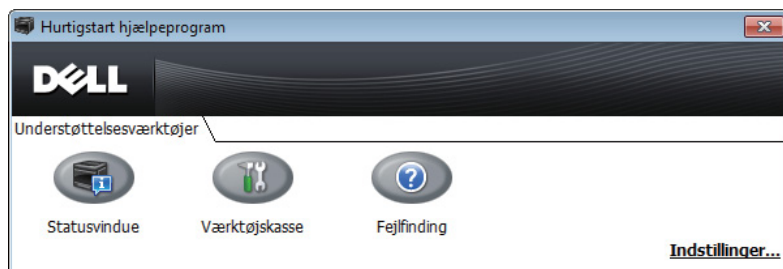 Hurtigstart hjælpeprogram
DELL
Understøttelsesværktøjer
Statusvindue Værktøjskasse Fejlfinding
Indstillinger...